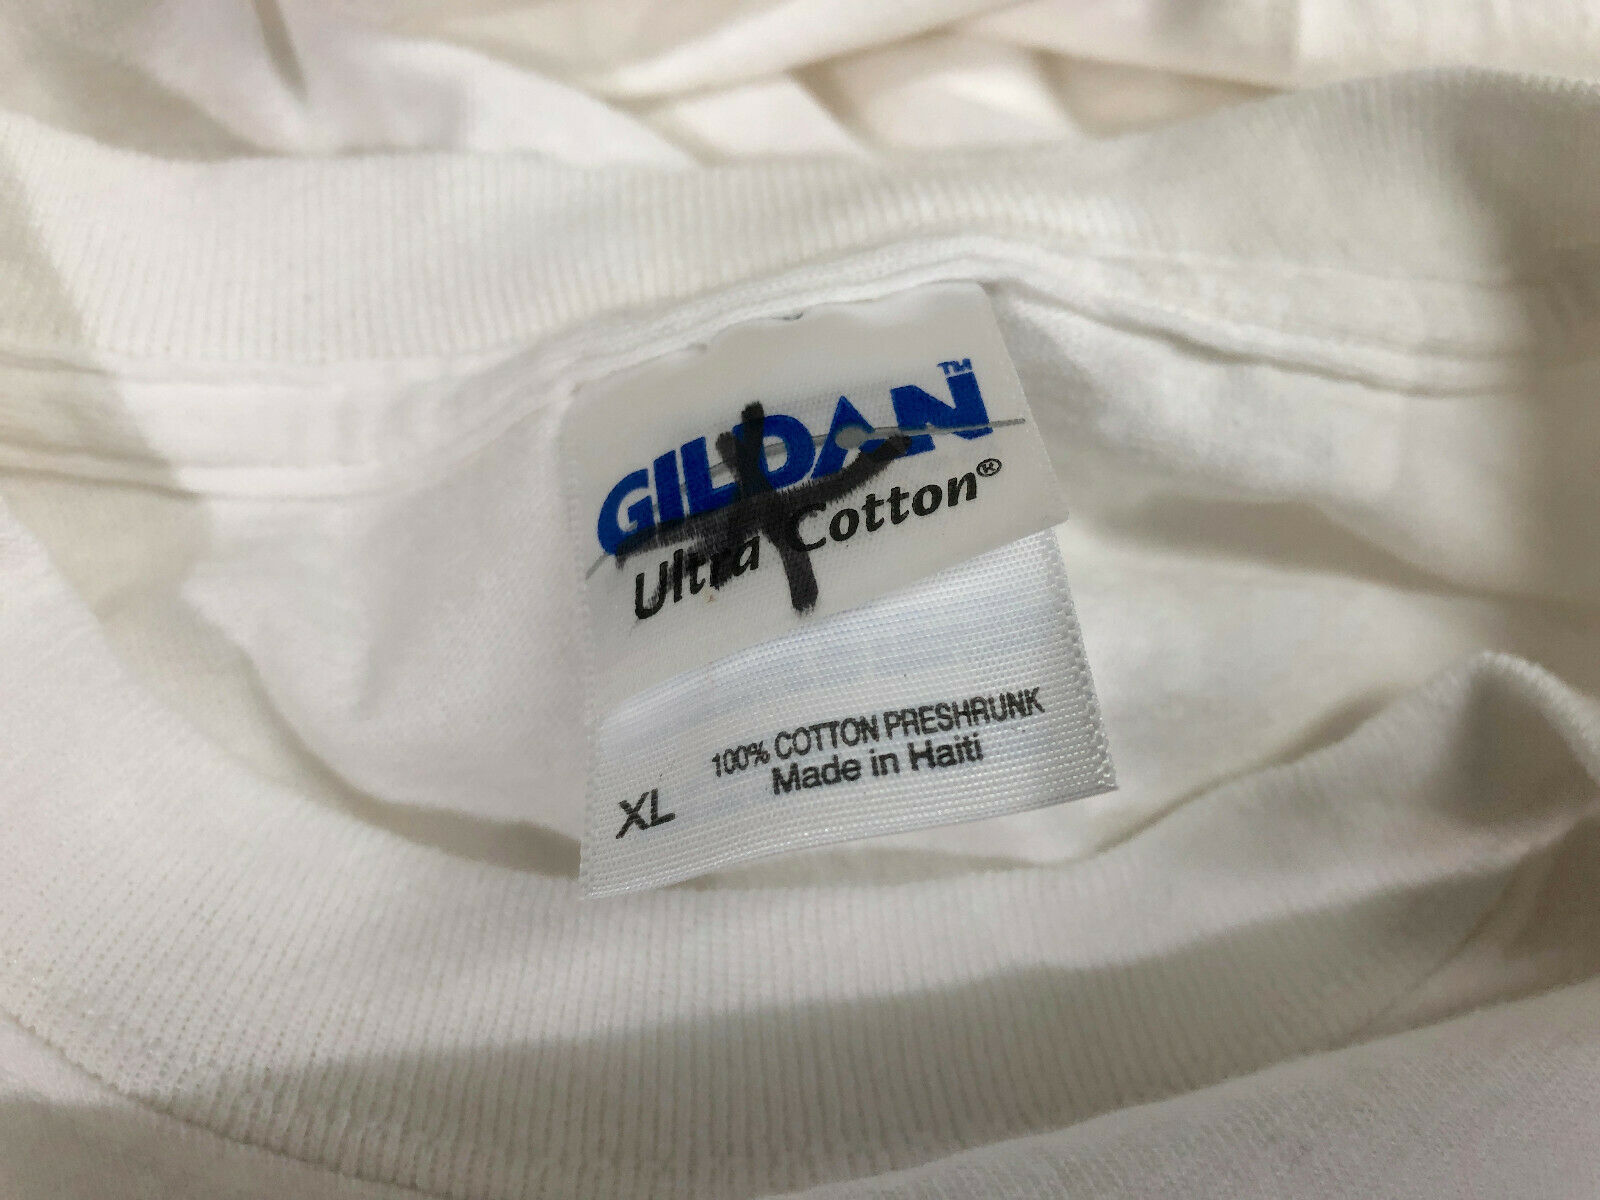 GILDAN™
Ultra Cotton®
100% COTTON PRESHRUNK
Made in Haiti
XL